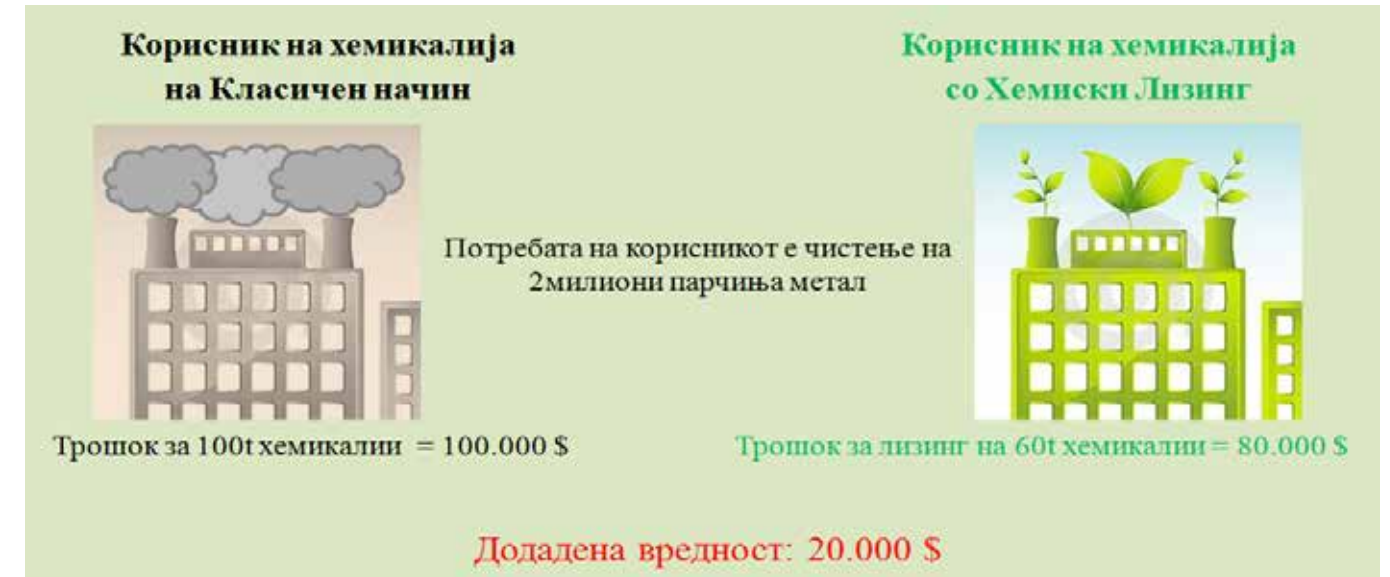 Корисник на хемикалија
на Класичен начин
Корисник на хемикалија
со Хемиски Лизинг
Потребата на корисникот е чистење на
2милиони парчиња метал
Трошок за 100t хемикалии = 100.000 $
Трошок за лизинг на 60t хемикалии = 80.000 $
Додадена вредност: 20.000 $